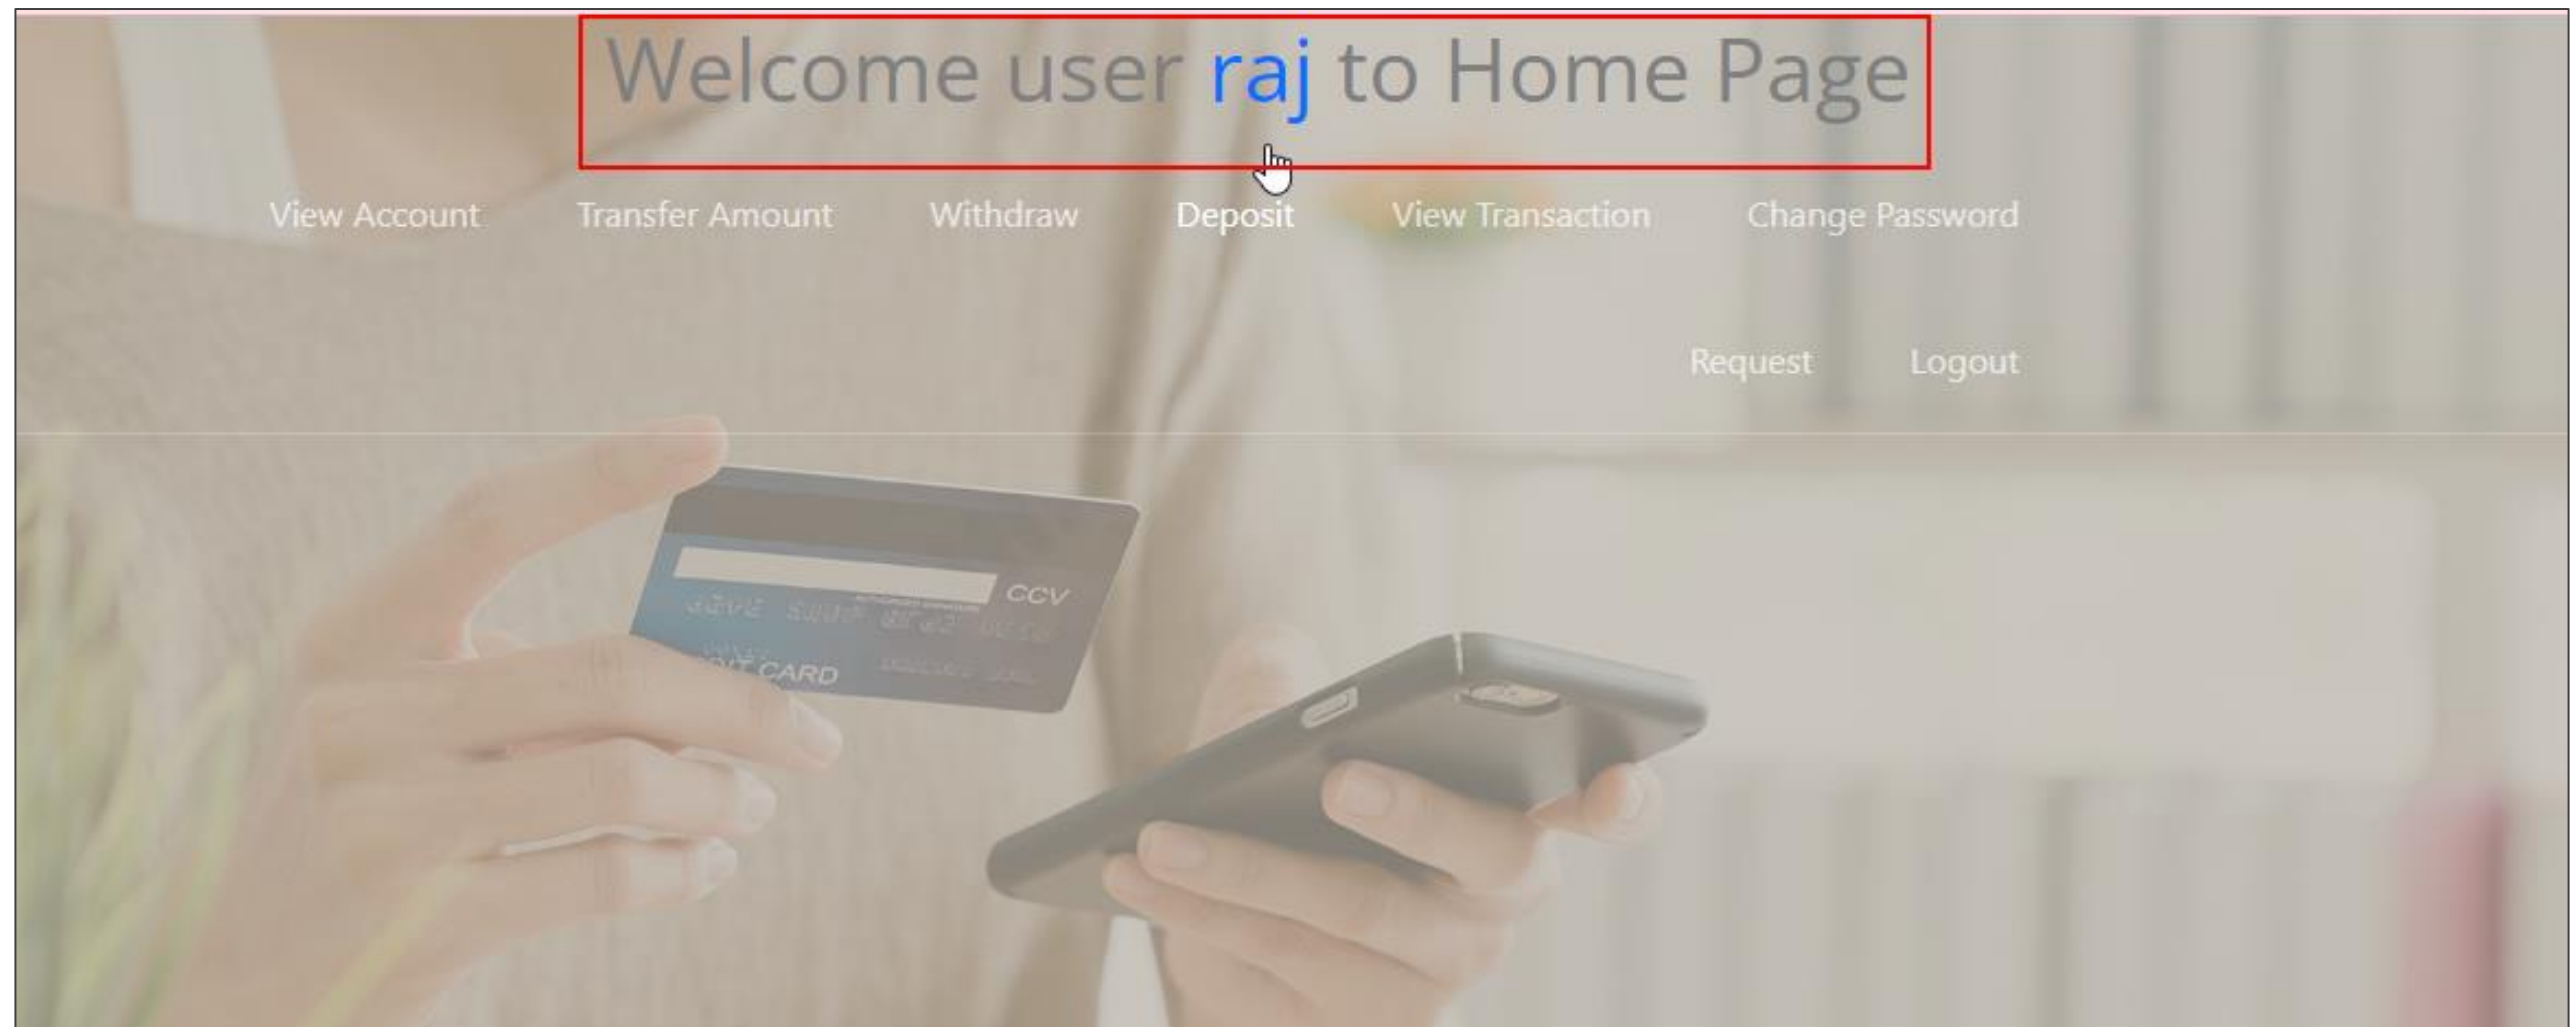 Welcome user raj to Home Page
View Account Transfer Amount Withdraw Deposit View Transaction Change Password
Request Logout
CCV
CARD